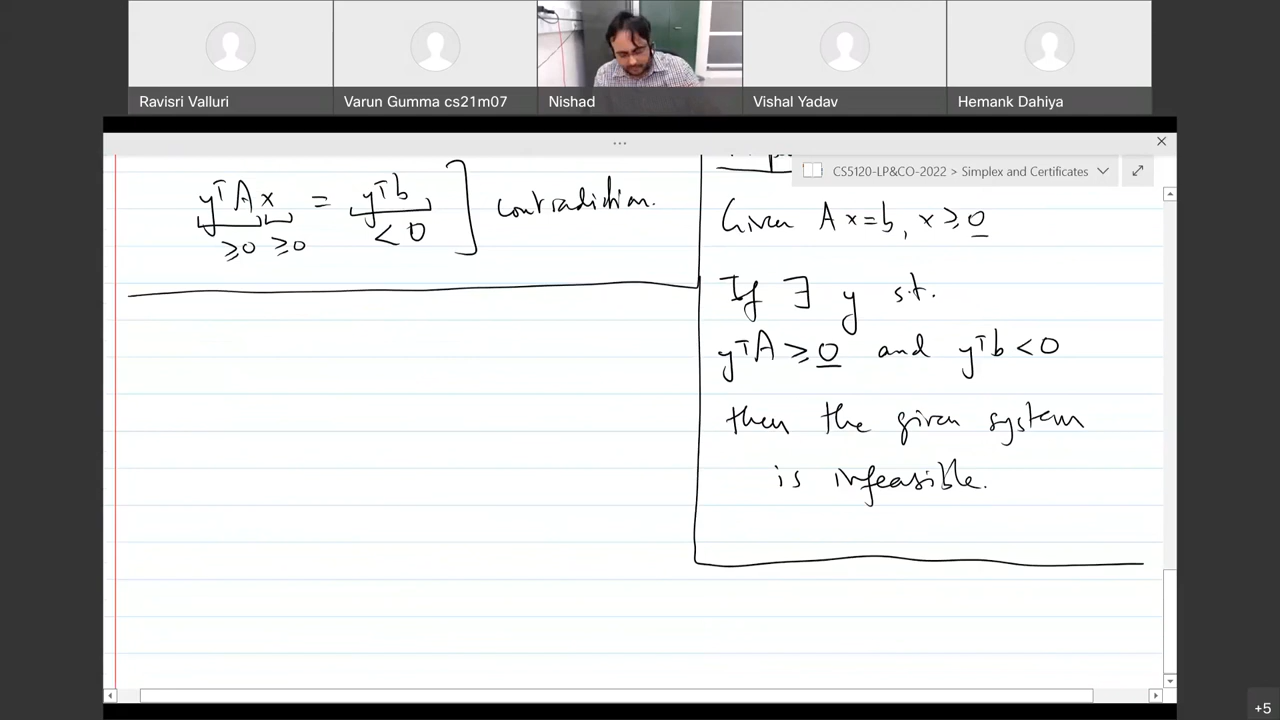 Ravisri Valluri
Varun Gumma cs21m07
Nishad
Vishal Yadav
Hemank Dahiya
CS5120-LP&CO-2022 > Simplex and Certificates
yᵀA x = yᵀb ] contradiction.
≥0 ≥0 < 0
Given Ax=b, x ≥ 0
If ∃ y s.t.
yᵀA ≥ 0 and yᵀb < 0
then the given system
is infeasible.
+5